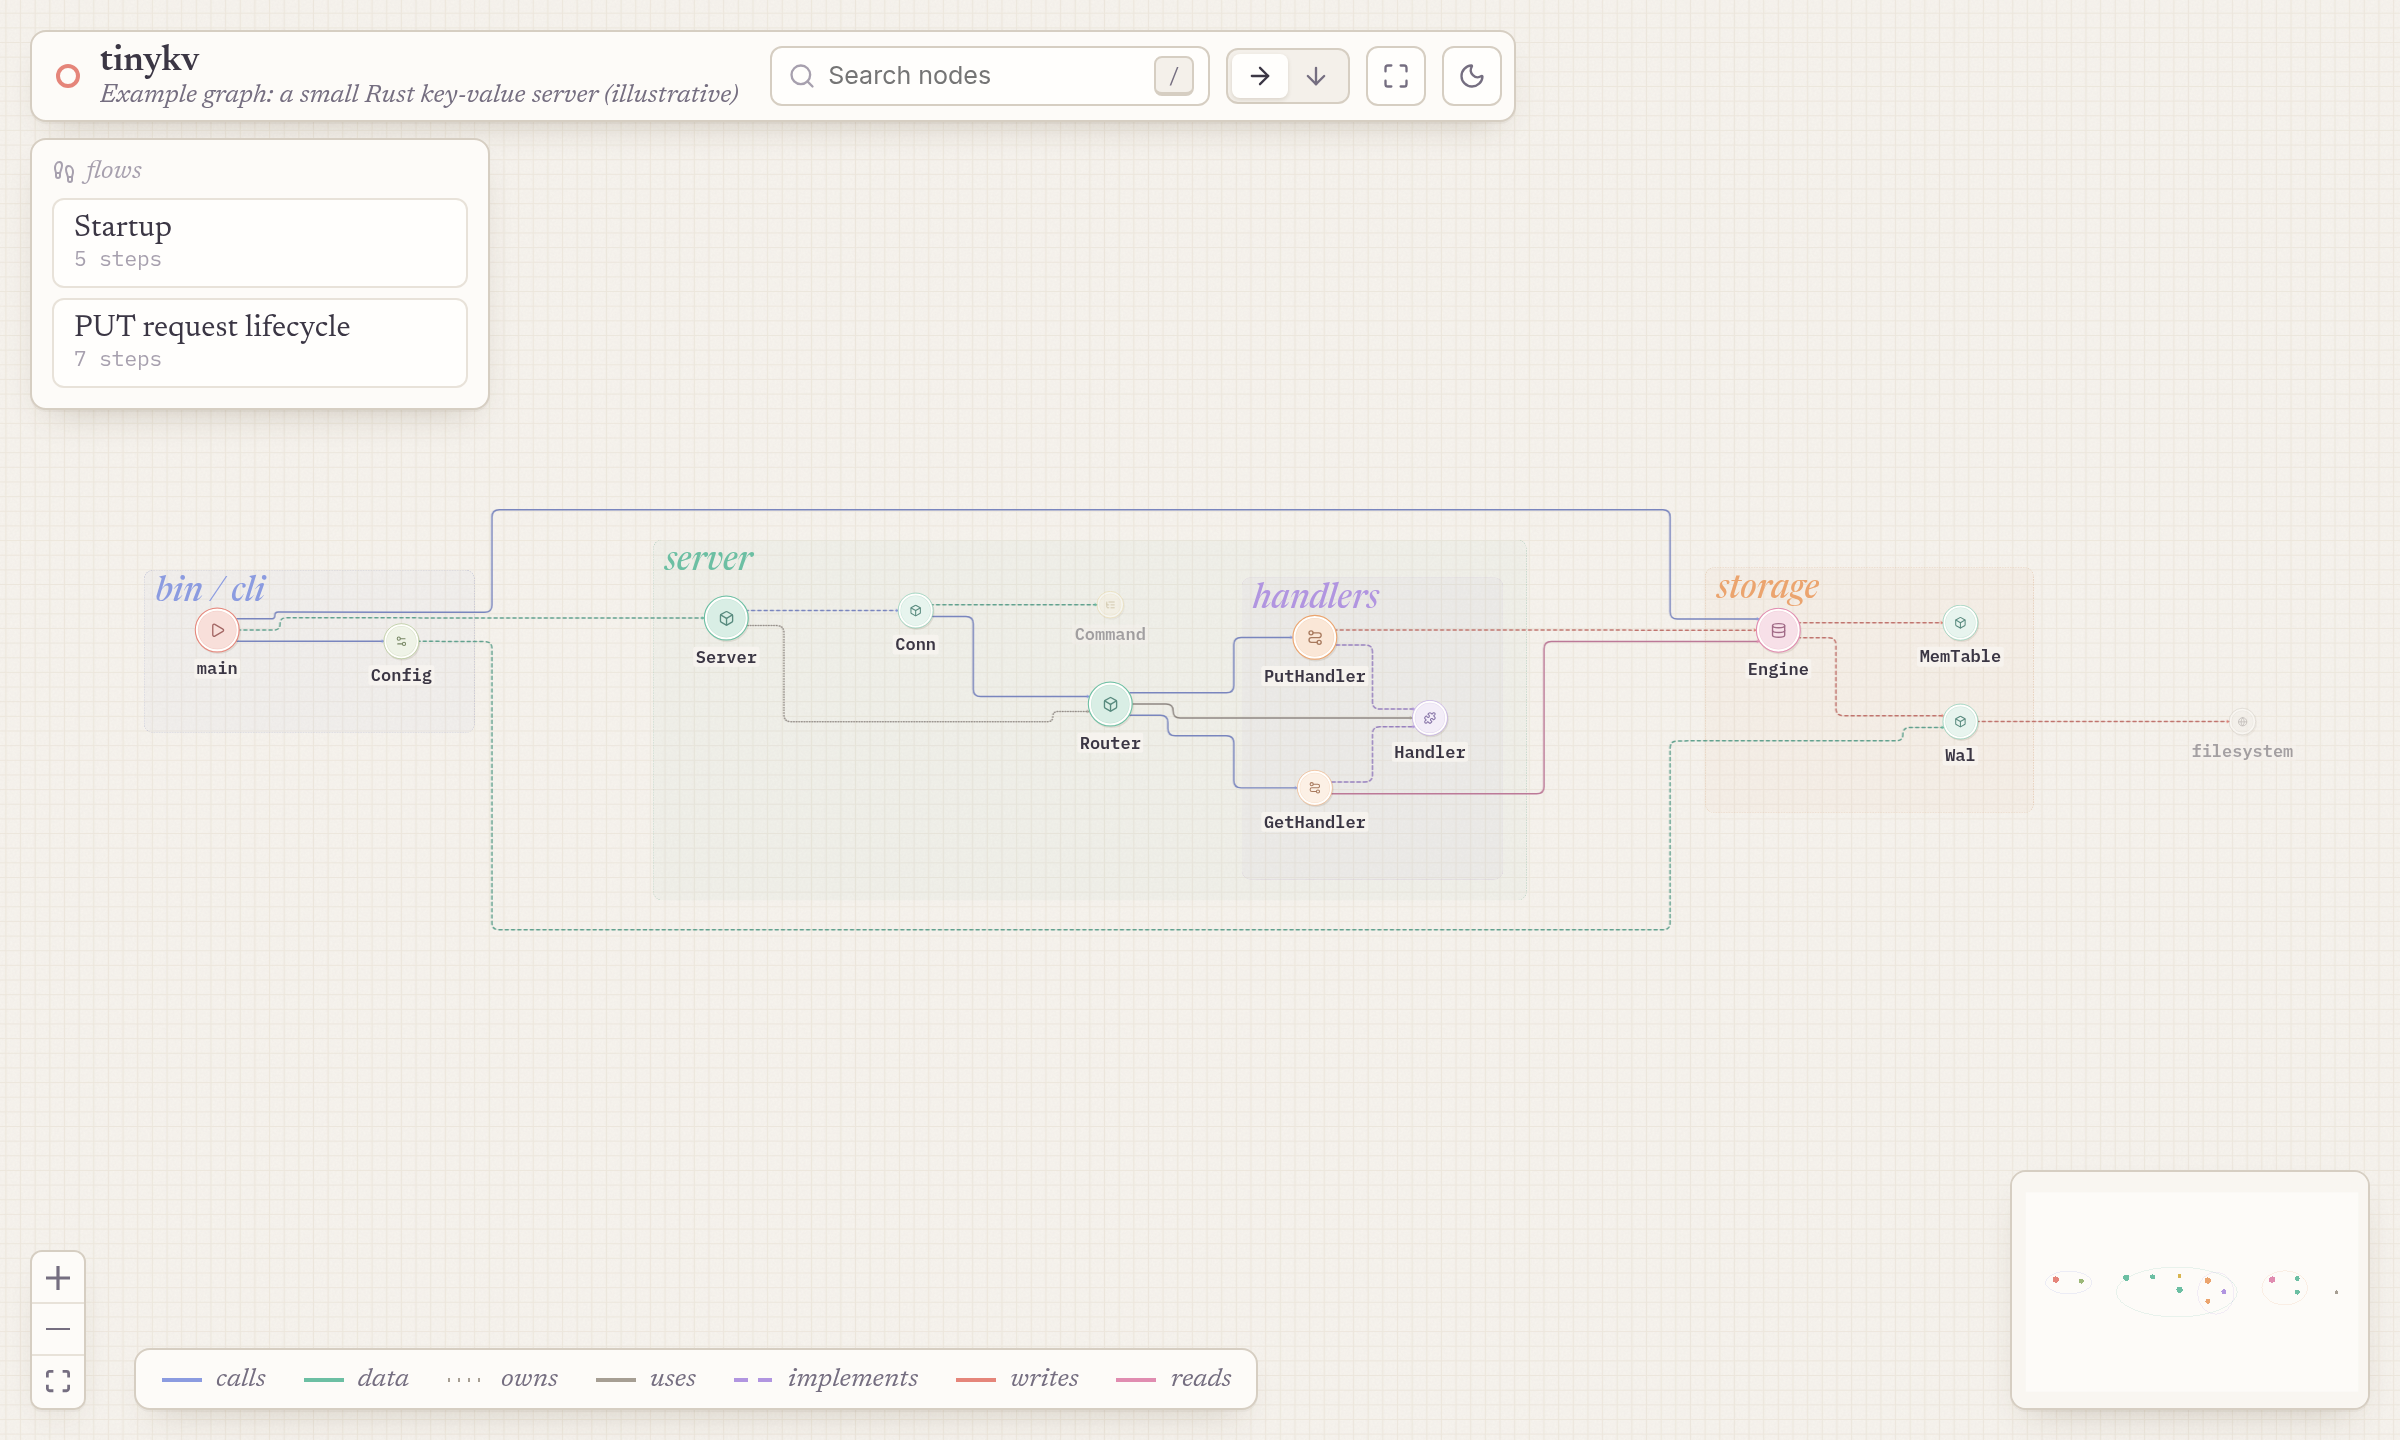 tinykv
Example graph: a small Rust key-value server (illustrative)
Search nodes
/
flows
Startup
5 steps
PUT request lifecycle
7 steps
bin / cli
main
Config
server
Server
Conn
Command
Router
handlers
PutHandler
Handler
GetHandler
storage
Engine
MemTable
Wal
filesystem
calls
data
owns
uses
implements
writes
reads